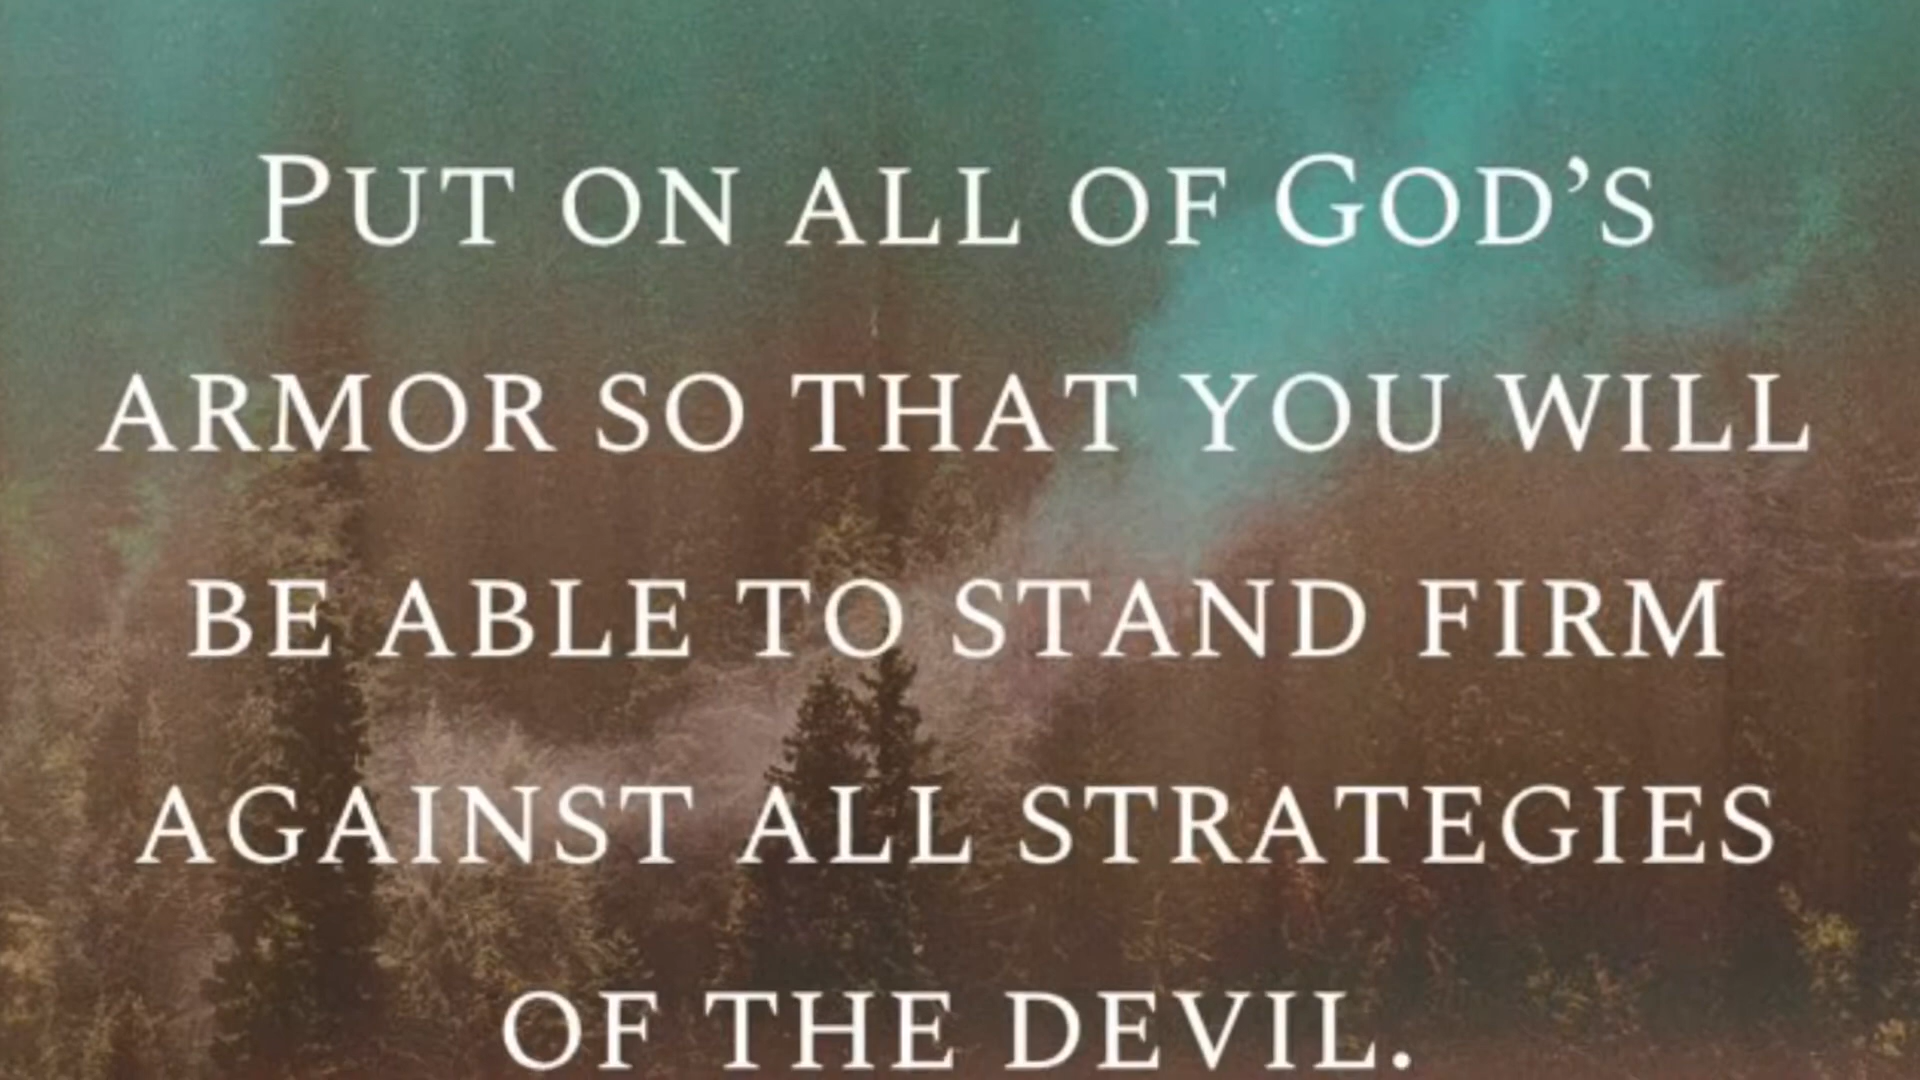 Put on all of God’s
armor so that you will
be able to stand firm
against all strategies
of the devil.